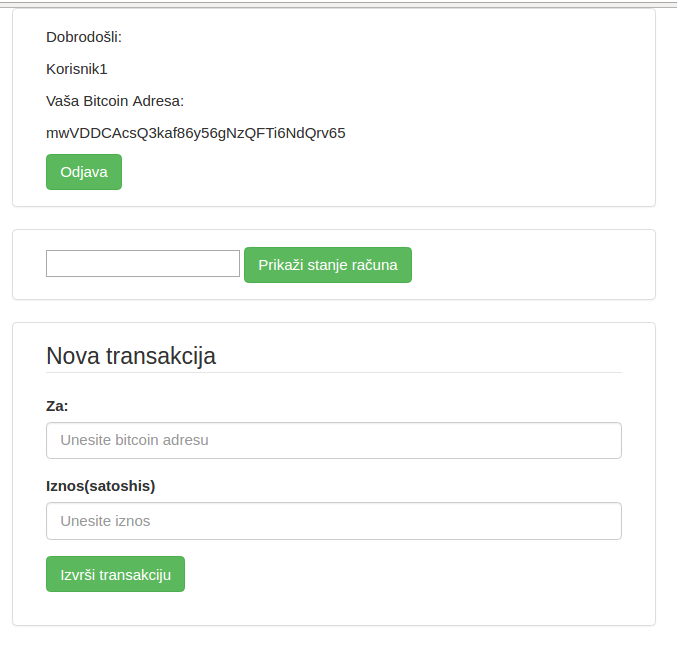 Dobrodošli:
Korisnik1
Vaša Bitcoin Adresa:
mwVDDCAcsQ3kaf86y56gNzQFTi6NdQrv65
Odjava
Prikaži stanje računa
Nova transakcija
Za:
Unesite bitcoin adresu
Iznos(satoshis)
Unesite iznos
Izvrši transakciju